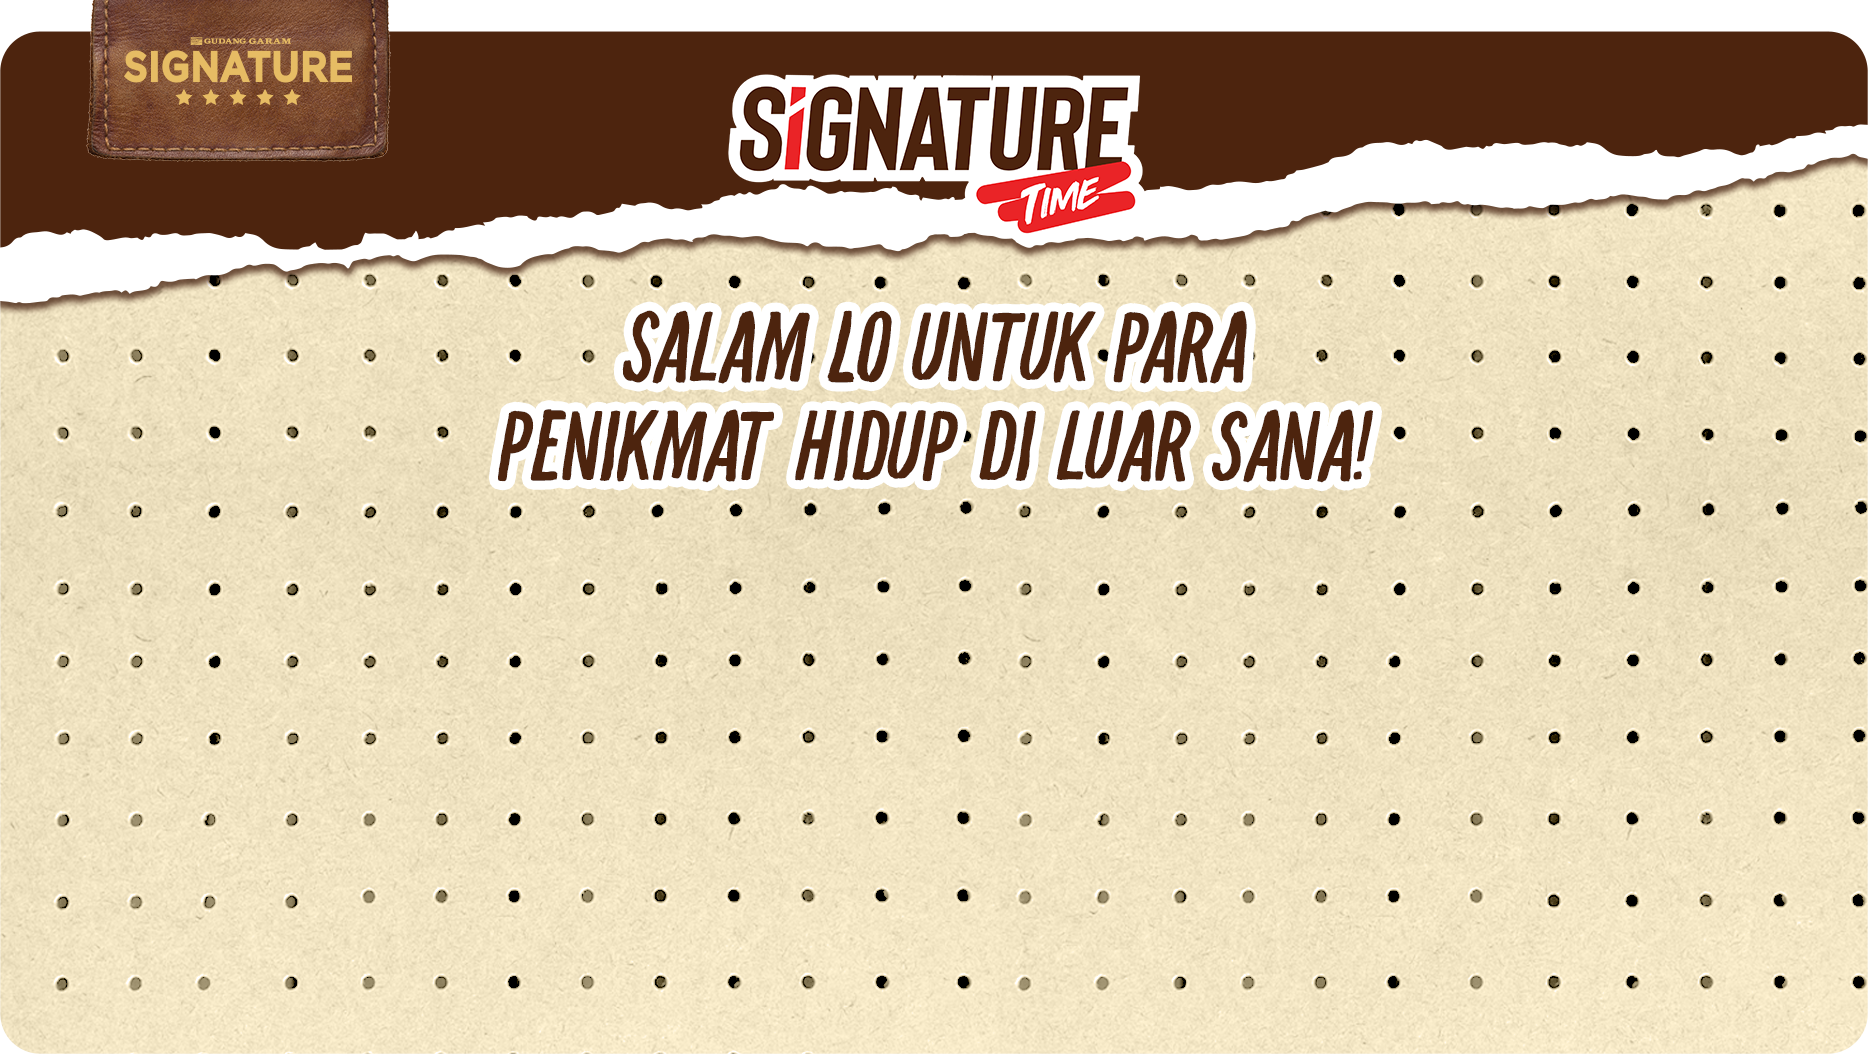 GUDANG GARAM
SIGNATURE
SiGNATURE
TIME
SALAM LO UNTUK PARA
PENIKMAT HIDUP DI LUAR SANA!